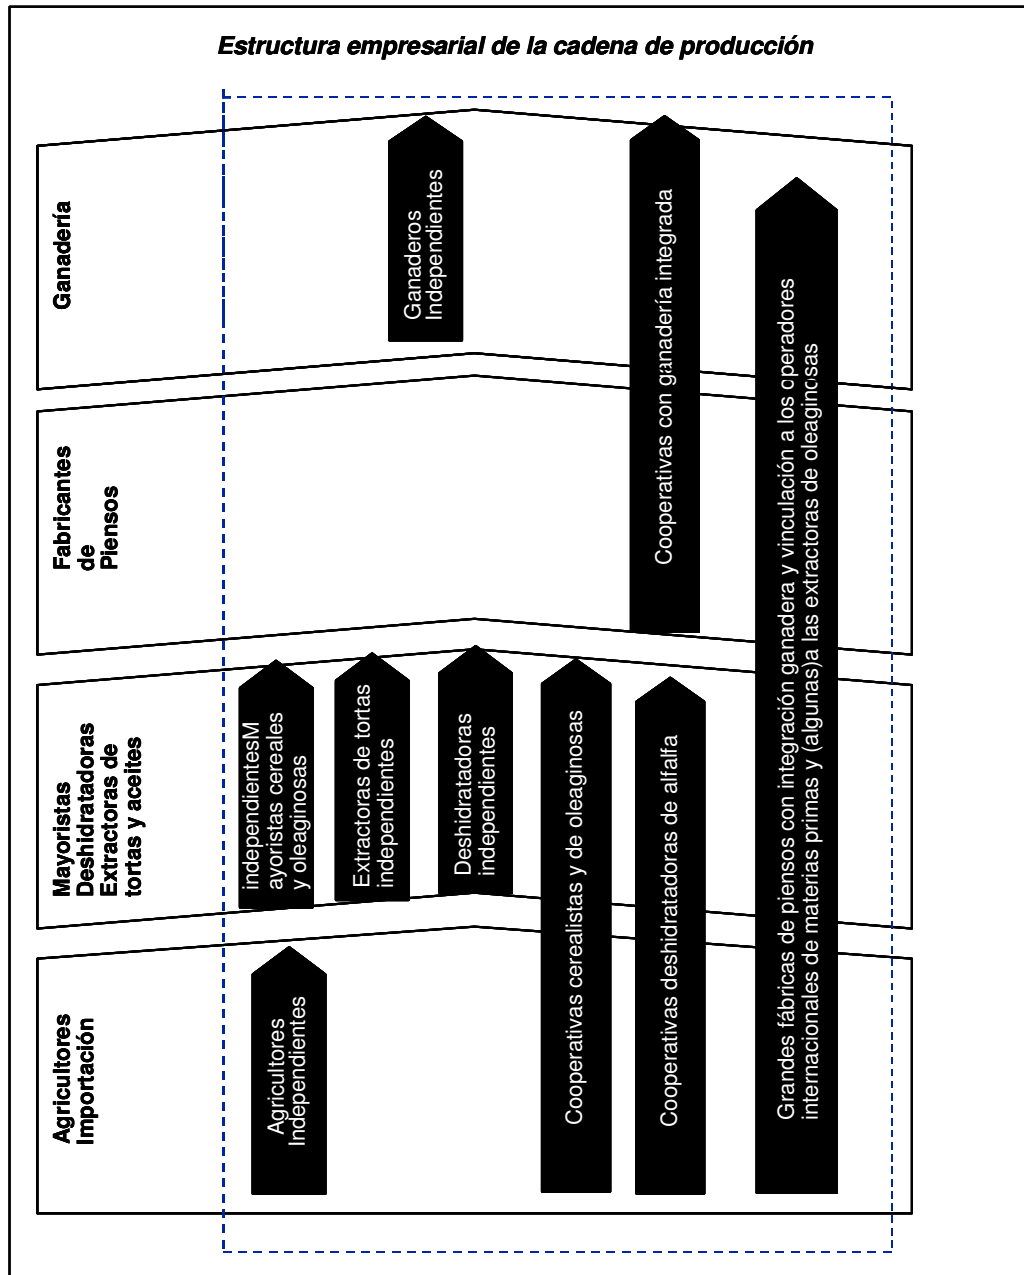 Estructura empresarial de la cadena de producción
Ganadería
Ganaderos
Independientes
Cooperativas con ganadería integrada
Grandes fábricas de piensos con integración ganadera y vinculación a los operadores
internacionales de materias primas y (algunas)a las extractoras de oleaginosas
Fabricantes
de
Piensos
Mayoristas
Deshidratadoras
Extractoras de
tortas y aceites
independientesM
ayoristas cereales
y oleaginosas
Extractoras de tortas
independientes
Deshidratadoras
independientes
Cooperativas cerealistas y de oleaginosas
Cooperativas deshidratadoras de alfalfa
Agricultores
Importación
Agricultores
Independientes